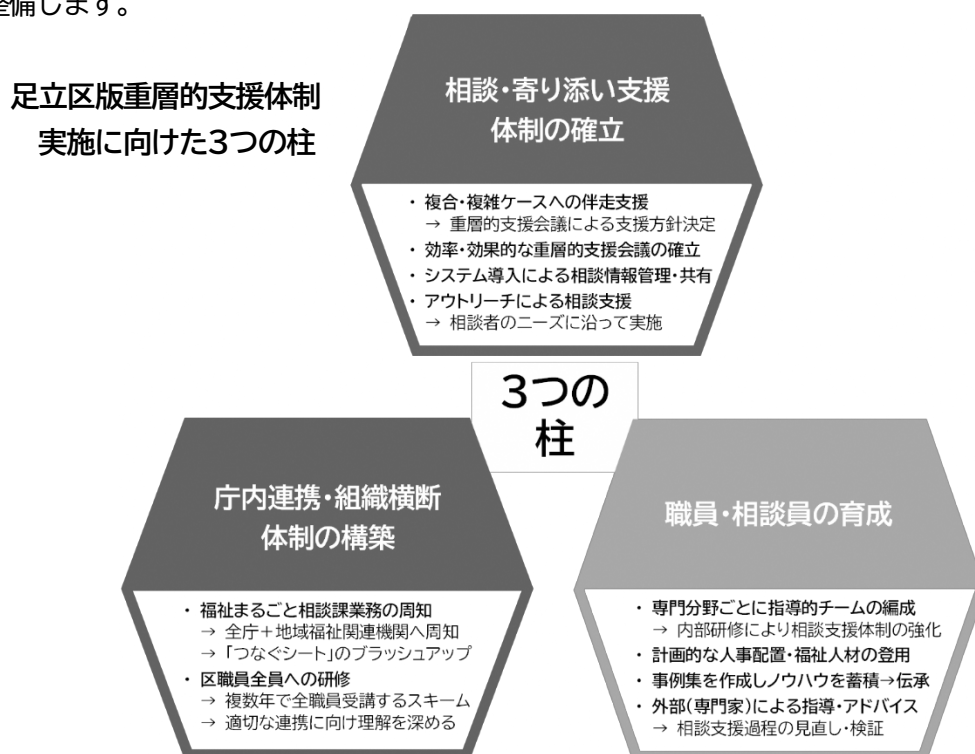 整備します。
足立区版重層的支援体制
実施に向けた3つの柱
相談・寄り添い支援
体制の確立
・ 複合・複雑ケースへの伴走支援
→ 重層的支援会議による支援方針決定
・ 効率・効果的な重層的支援会議の確立
・ システム導入による相談情報管理・共有
・ アウトリーチによる相談支援
→ 相談者のニーズに沿って実施
3つの
柱
庁内連携・組織横断
体制の構築
・ 福祉まるごと相談課業務の周知
→ 全庁＋地域福祉関連機関へ周知
→ 「つなぐシート」のブラッシュアップ
・ 区職員全員への研修
→ 複数年で全職員受講するスキーム
→ 適切な連携に向け理解を深める
職員・相談員の育成
・ 専門分野ごとに指導的チームの編成
→ 内部研修により相談支援体制の強化
・ 計画的な人事配置・福祉人材の登用
・ 事例集を作成しノウハウを蓄積→伝承
・ 外部(専門家)による指導・アドバイス
→ 相談支援過程の見直し・検証